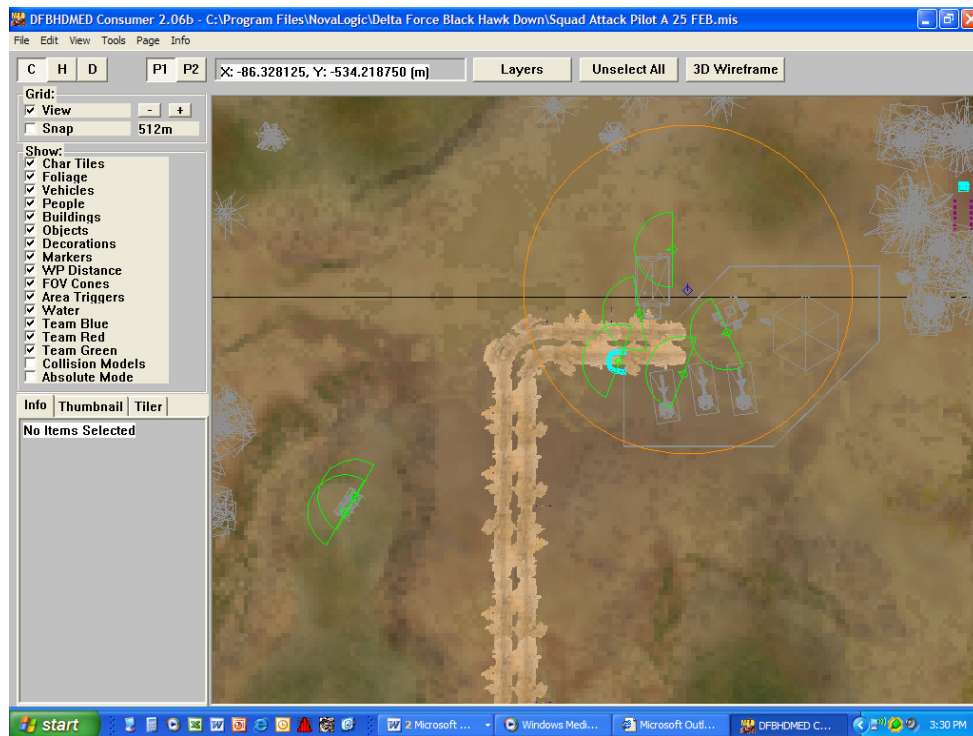 DFBHDMED Consumer 2.06b - C:\Program Files\NovaLogic\Delta Force Black Hawk Down\Squad Attack Pilot A 25 FEB.mis
File Edit View Tools Page Info
C H D P1 P2 X: -86.328125, Y: -534.218750 (m) Layers Unselect All 3D Wireframe
Grid:
View - +
Snap 512m
Show:
Char Tiles
Foliage
Vehicles
People
Buildings
Objects
Decorations
Markers
WP Distance
FOV Cones
Area Triggers
Water
Team Blue
Team Red
Team Green
Collision Models
Absolute Mode
Info Thumbnail Tiler
No Items Selected
start 2 Microsoft ... Windows Medi... Microsoft Outl... DFBHDMED C... 3:30 PM